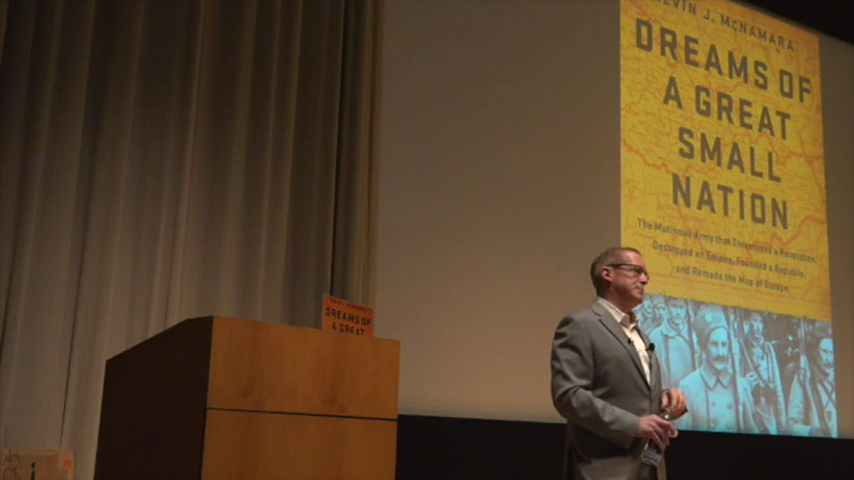 KEVIN J. MCNAMARA
DREAMS OF
A GREAT
SMALL
NATION
The Mutinous Army that Threatened a Revolution,
Destroyed an Empire, Founded a Republic,
and Remade the Map of Europe
DREAMS OF
A GREAT